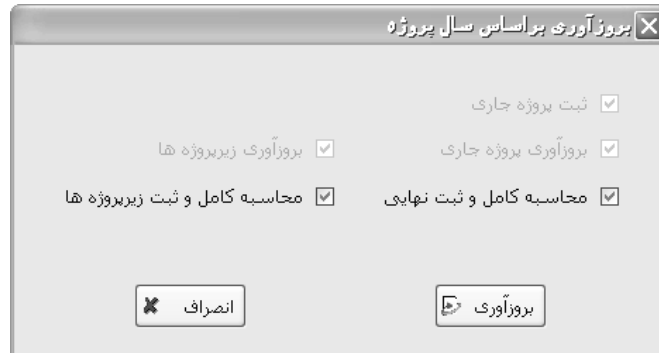 بروزآوری براساس سال پروژه
ثبت پروژه جاری
بروزآوری پروژه جاری
بروزآوری زیرپروژه ها
محاسبه کامل و ثبت نهایی
محاسبه کامل و ثبت زیرپروژه ها
بروزآوری
انصراف